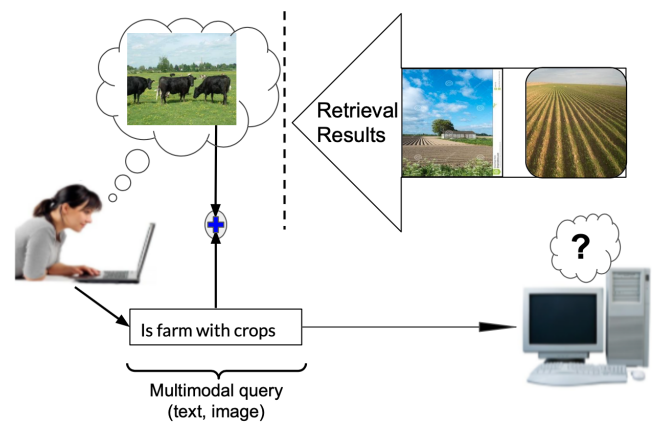 Retrieval
Results
?
Is farm with crops
Multimodal query
(text, image)